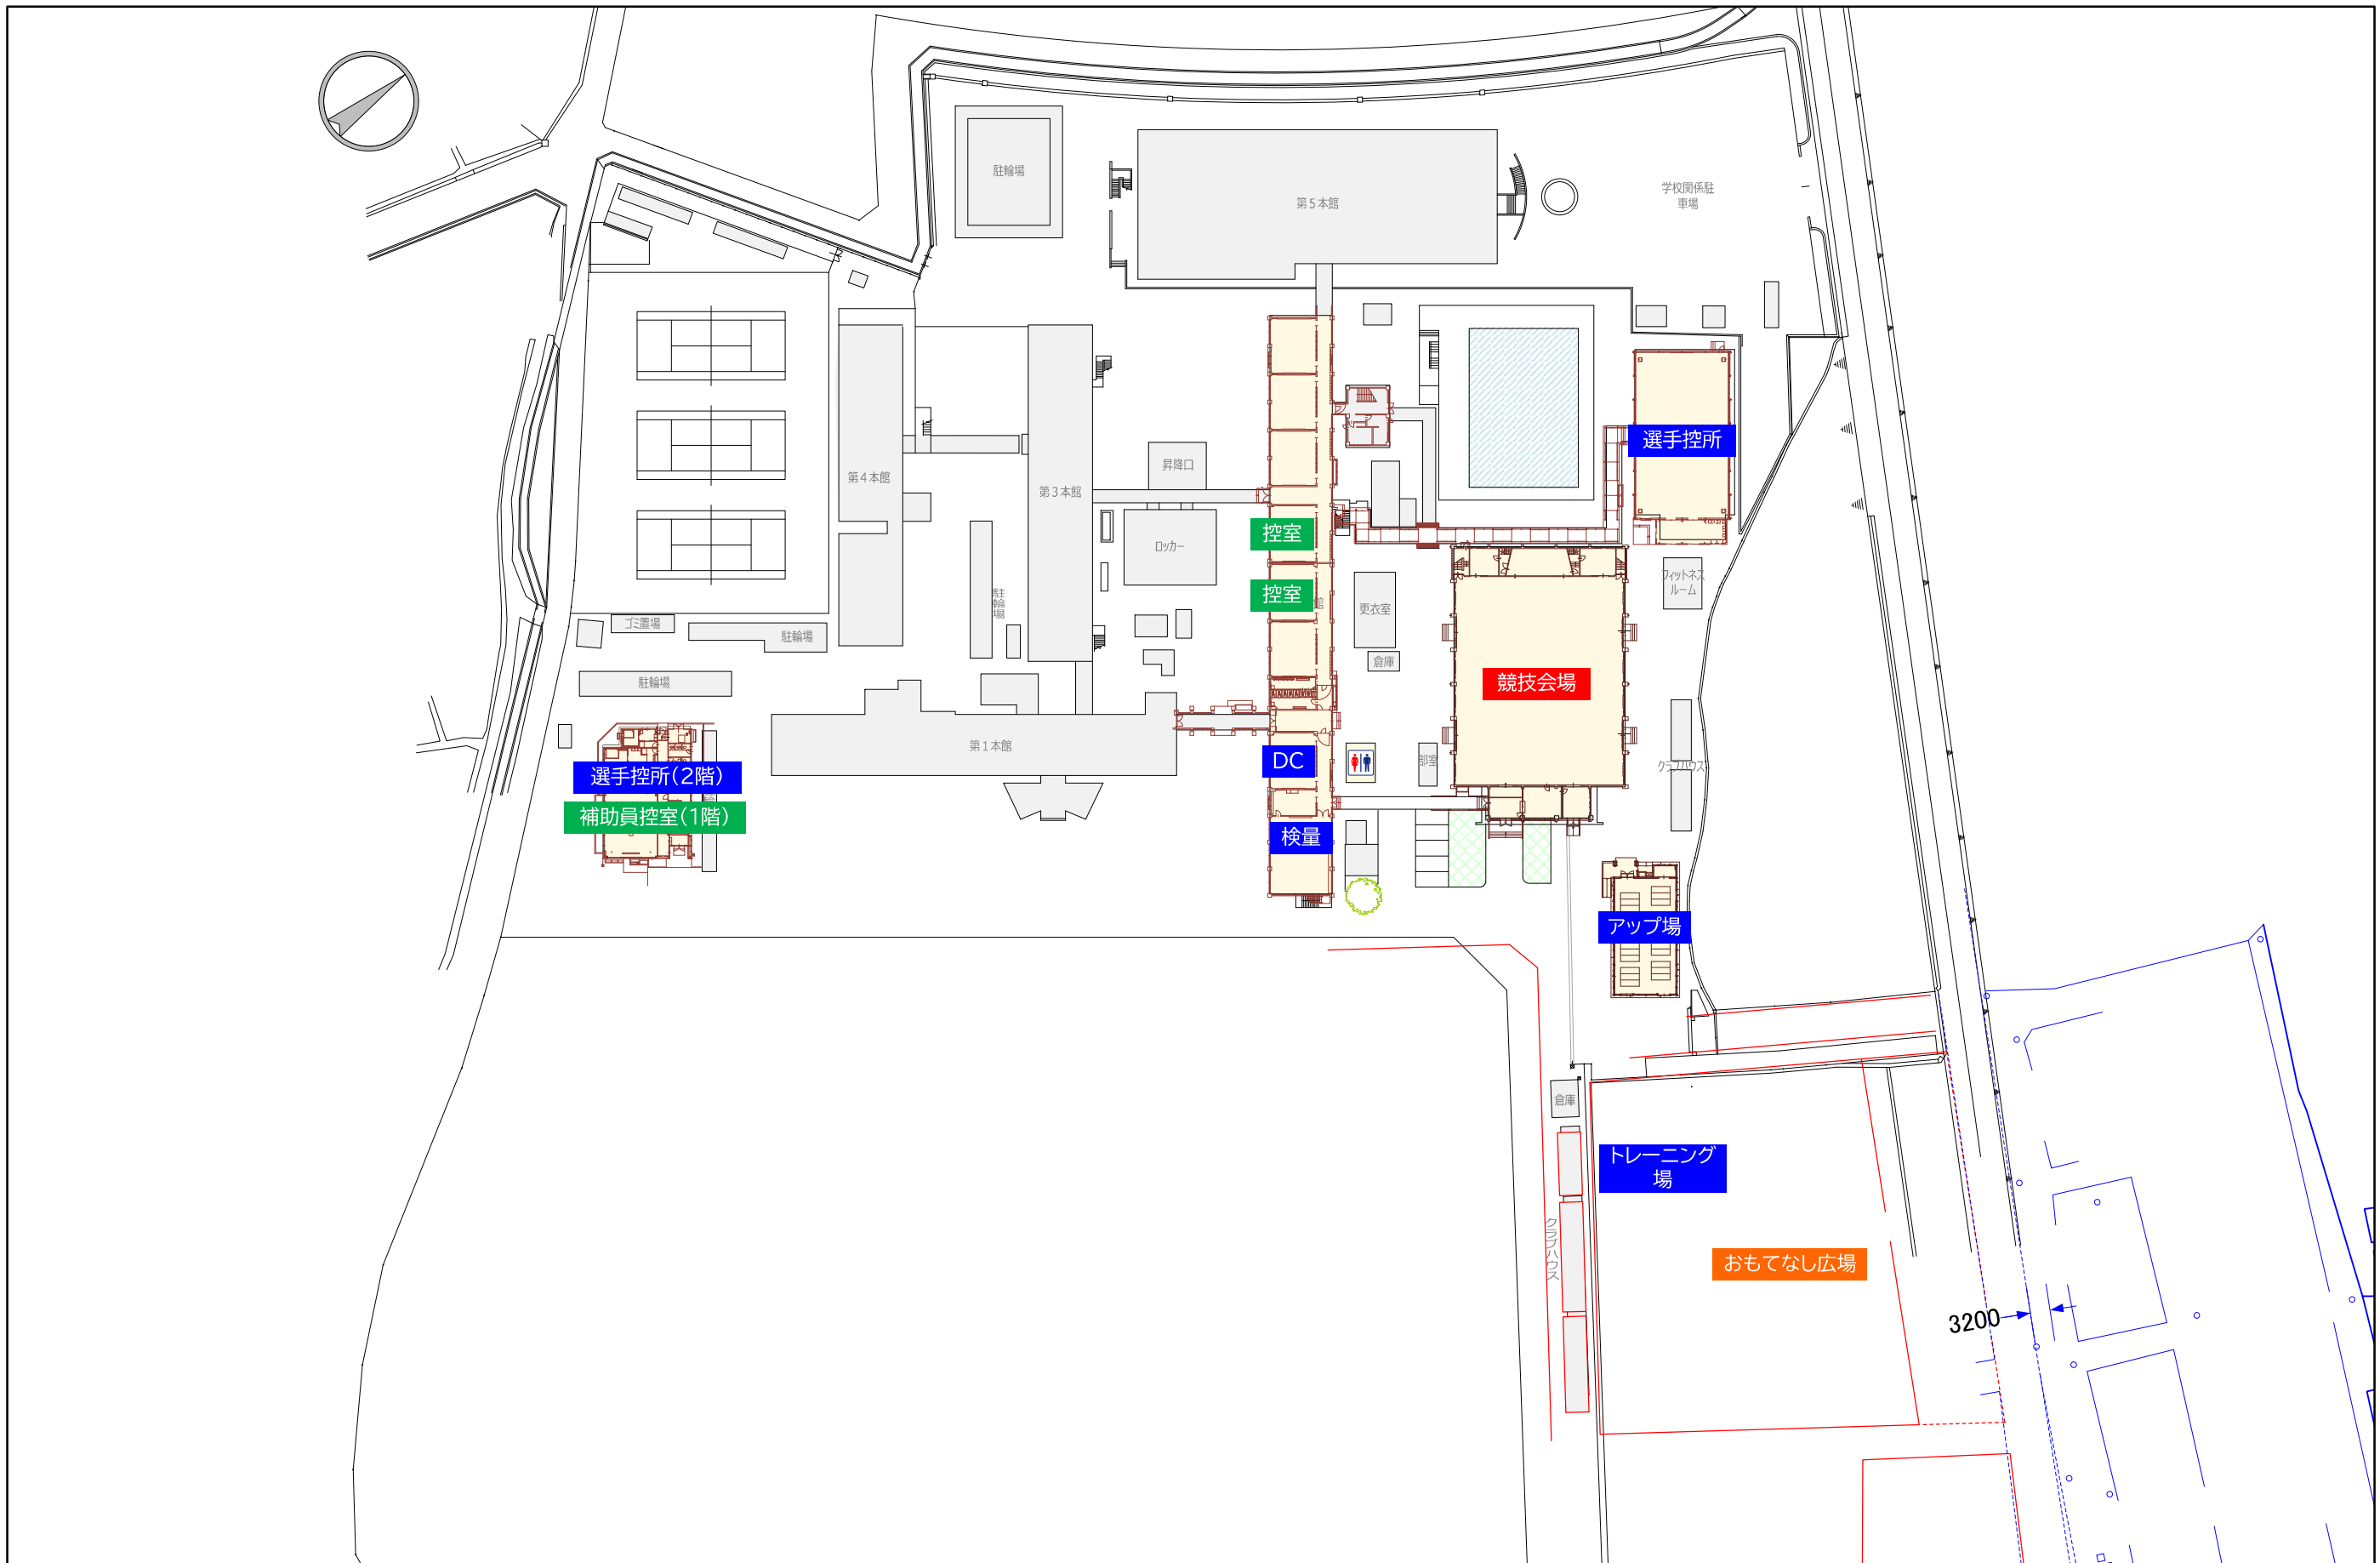 駐輪場
第5本館
学校関係駐
車場
選手控所
昇降口
第4本館
第3本館
控室
ロッカー
控室
館
更衣室
フィットネス
ルーム
駐輪場
ゴミ置場
駐輪場
倉庫
駐輪場
競技会場
第1本館
DC
部室
クラブハウス
選手控所(2階)
補助員控室(1階)
検量
アップ場
倉庫
トレーニング
場
クラブハウス
おもてなし広場
3200